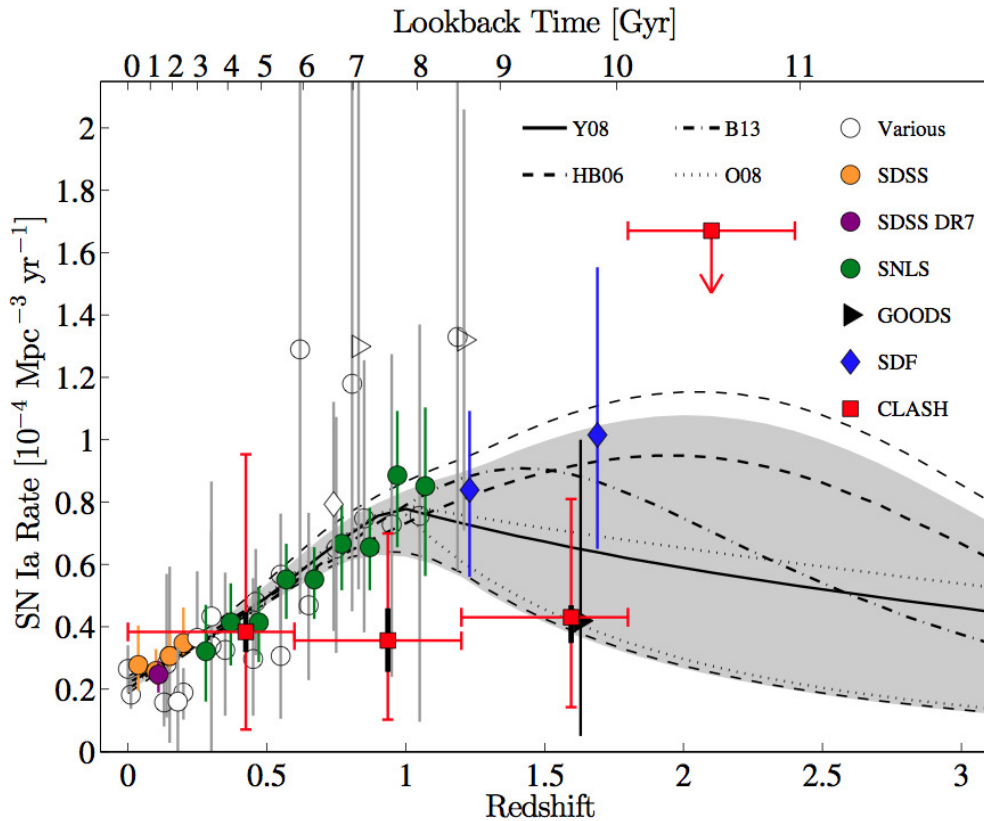 Lookback Time [Gyr]
0 1 2 3 4 5 6 7 8 9 10 11
2
1.8
1.6
1.4
1.2
1
0.8
0.6
0.4
0.2
0
SN Ia Rate [10⁻⁴ Mpc⁻³ yr⁻¹]
Y08
HB06
B13
O08
Various
SDSS
SDSS DR7
SNLS
GOODS
SDF
CLASH
0 0.5 1 1.5 2 2.5 3
Redshift